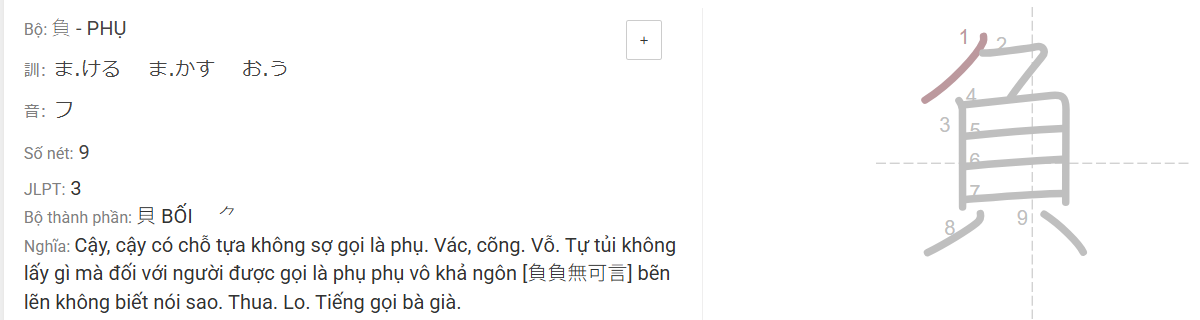 Bộ: 負 - PHỤ
+
訓: ま.ける ま.かす お.う
音: フ
Số nét: 9
JLPT: 3
Bộ thành phần: 貝 BỐI ⺈
Nghĩa: Cậy, cậy có chỗ tựa không sợ gọi là phụ. Vác, cõng. Vỗ. Tự tủi không
lấy gì mà đối với người được gọi là phụ phụ vô khả ngôn [負負無可言] bẽn
lẽn không biết nói sao. Thua. Lo. Tiếng gọi bà già.
負
1 2
4
3 5
6
7
8 9